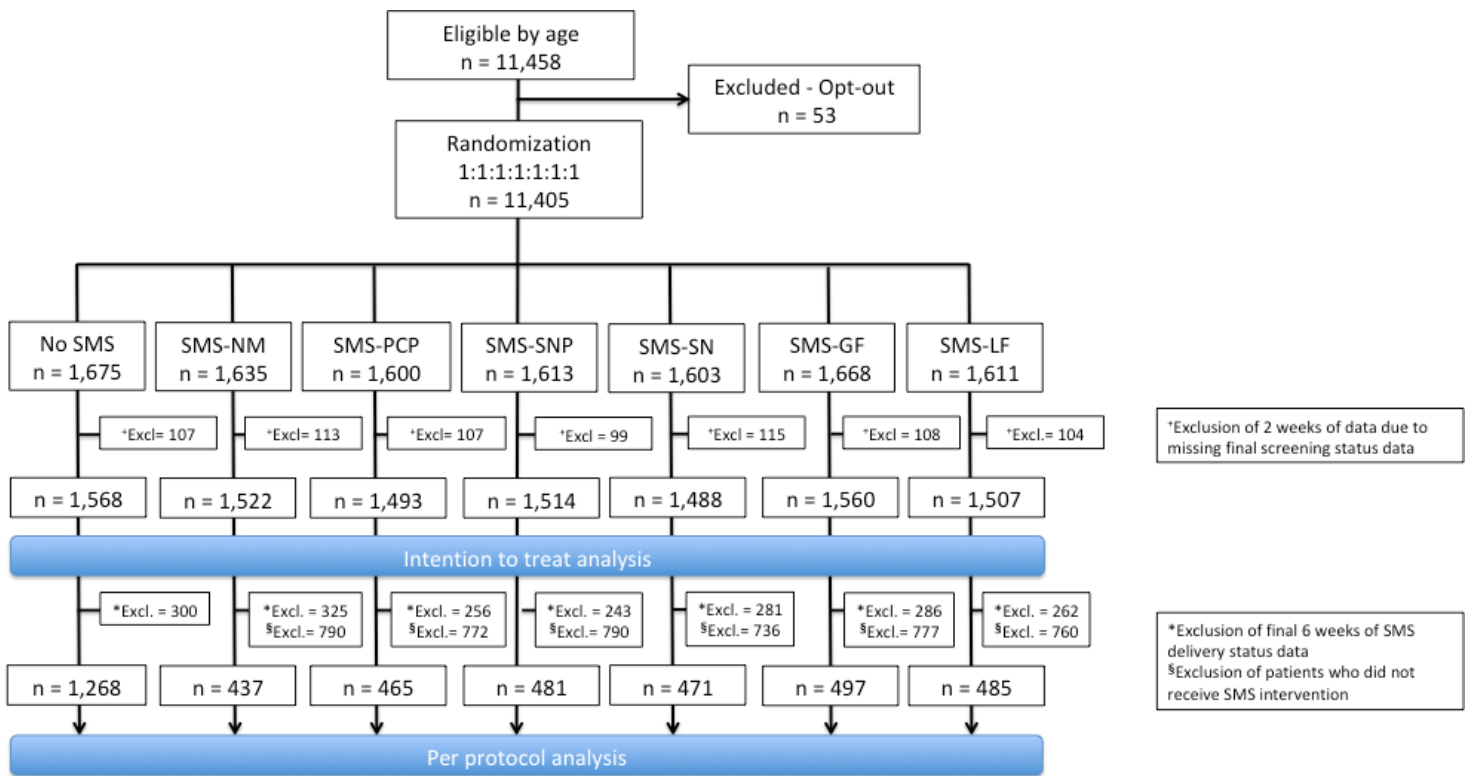 Eligible by age
n = 11,458
Excluded - Opt-out
n = 53
Randomization
1:1:1:1:1:1:1
n = 11,405
No SMS
n = 1,675
SMS-NM
n = 1,635
SMS-PCP
n = 1,600
SMS-SNP
n = 1,613
SMS-SN
n = 1,603
SMS-GF
n = 1,668
SMS-LF
n = 1,611
⁺Excl= 107
⁺Excl= 113
⁺Excl= 107
⁺Excl = 99
⁺Excl = 115
⁺Excl = 108
⁺Excl.= 104
⁺Exclusion of 2 weeks of data due to
missing final screening status data
n = 1,568
n = 1,522
n = 1,493
n = 1,514
n = 1,488
n = 1,560
n = 1,507
Intention to treat analysis
*Excl. = 300
*Excl. = 325
§Excl.= 790
*Excl. = 256
§Excl.= 772
*Excl. = 243
§Excl.= 790
*Excl. = 281
§Excl.= 736
*Excl. = 286
§Excl.= 777
*Excl. = 262
§Excl.= 760
*Exclusion of final 6 weeks of SMS
delivery status data
§Exclusion of patients who did not
receive SMS intervention
n = 1,268
n = 437
n = 465
n = 481
n = 471
n = 497
n = 485
Per protocol analysis